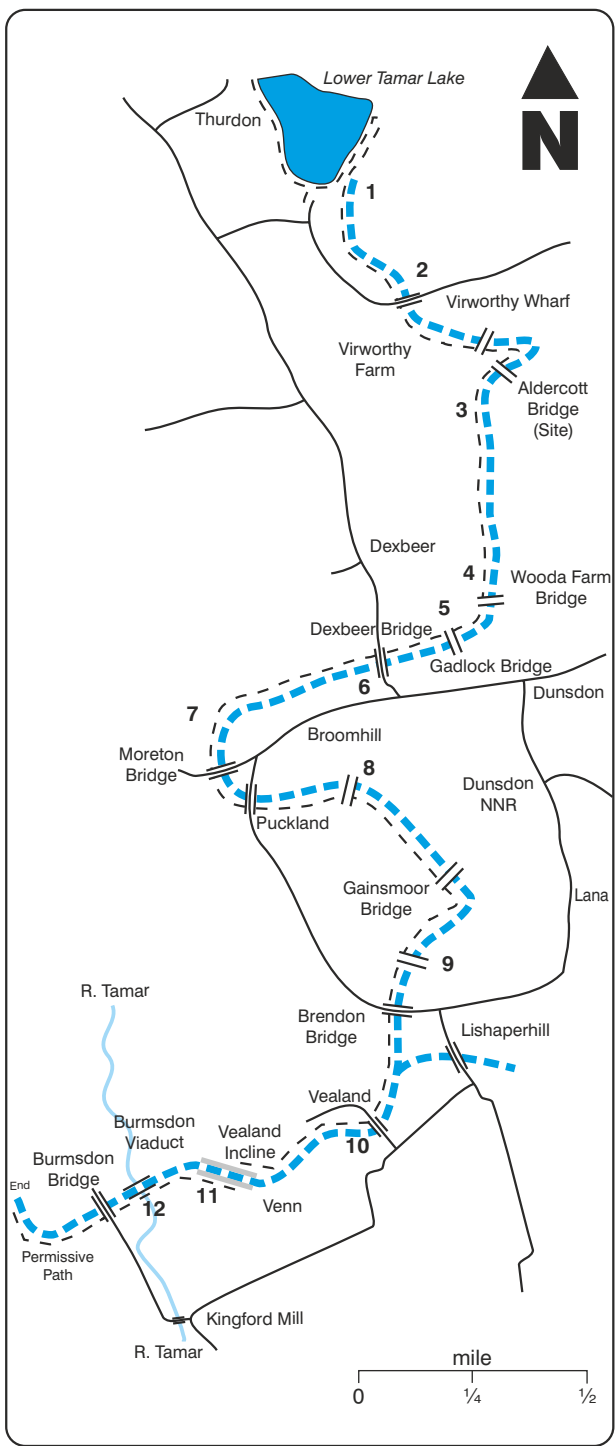 Lower Tamar Lake
Thurdon
N
1
2
Virworthy Wharf
Virworthy
Farm
Aldercott
Bridge
(Site)
3
Dexbeer
4
Wooda Farm
Bridge
5
Dexbeer Bridge
Gadlock Bridge
6
Dunsdon
7
Broomhill
Moreton
Bridge
8
Dunsdon
NNR
Puckland
Gainsmoor
Bridge
Lana
9
R. Tamar
Brendon
Bridge
Lishaperhill
Vealand
Burmsdon
Viaduct
Vealand
Incline
10
Burmsdon
Bridge
End
11
Venn
12
Permissive
Path
Kingford Mill
R. Tamar
mile
0
¼
½